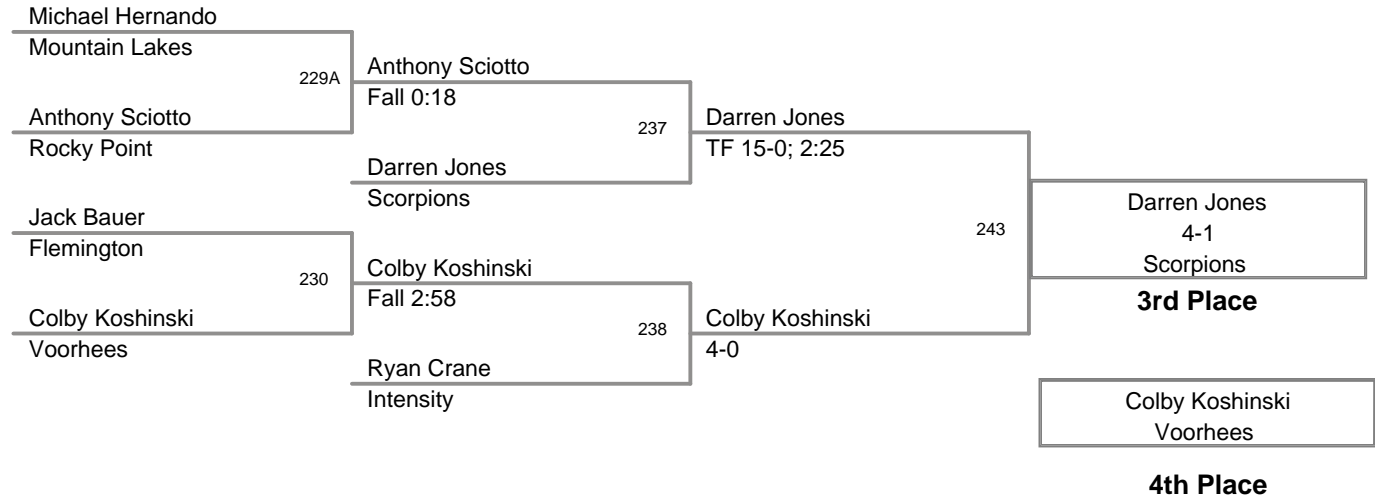 Michael Hernando
Mountain Lakes
229A
Anthony Sciotto
Fall 0:18
Anthony Sciotto
Rocky Point
237
Darren Jones
TF 15-0; 2:25
Darren Jones
Scorpions
Jack Bauer
Flemington
243
Darren Jones
4-1
Scorpions
3rd Place
230
Colby Koshinski
Fall 2:58
Colby Koshinski
Voorhees
238
Colby Koshinski
4-0
Ryan Crane
Intensity
Colby Koshinski
Voorhees
4th Place